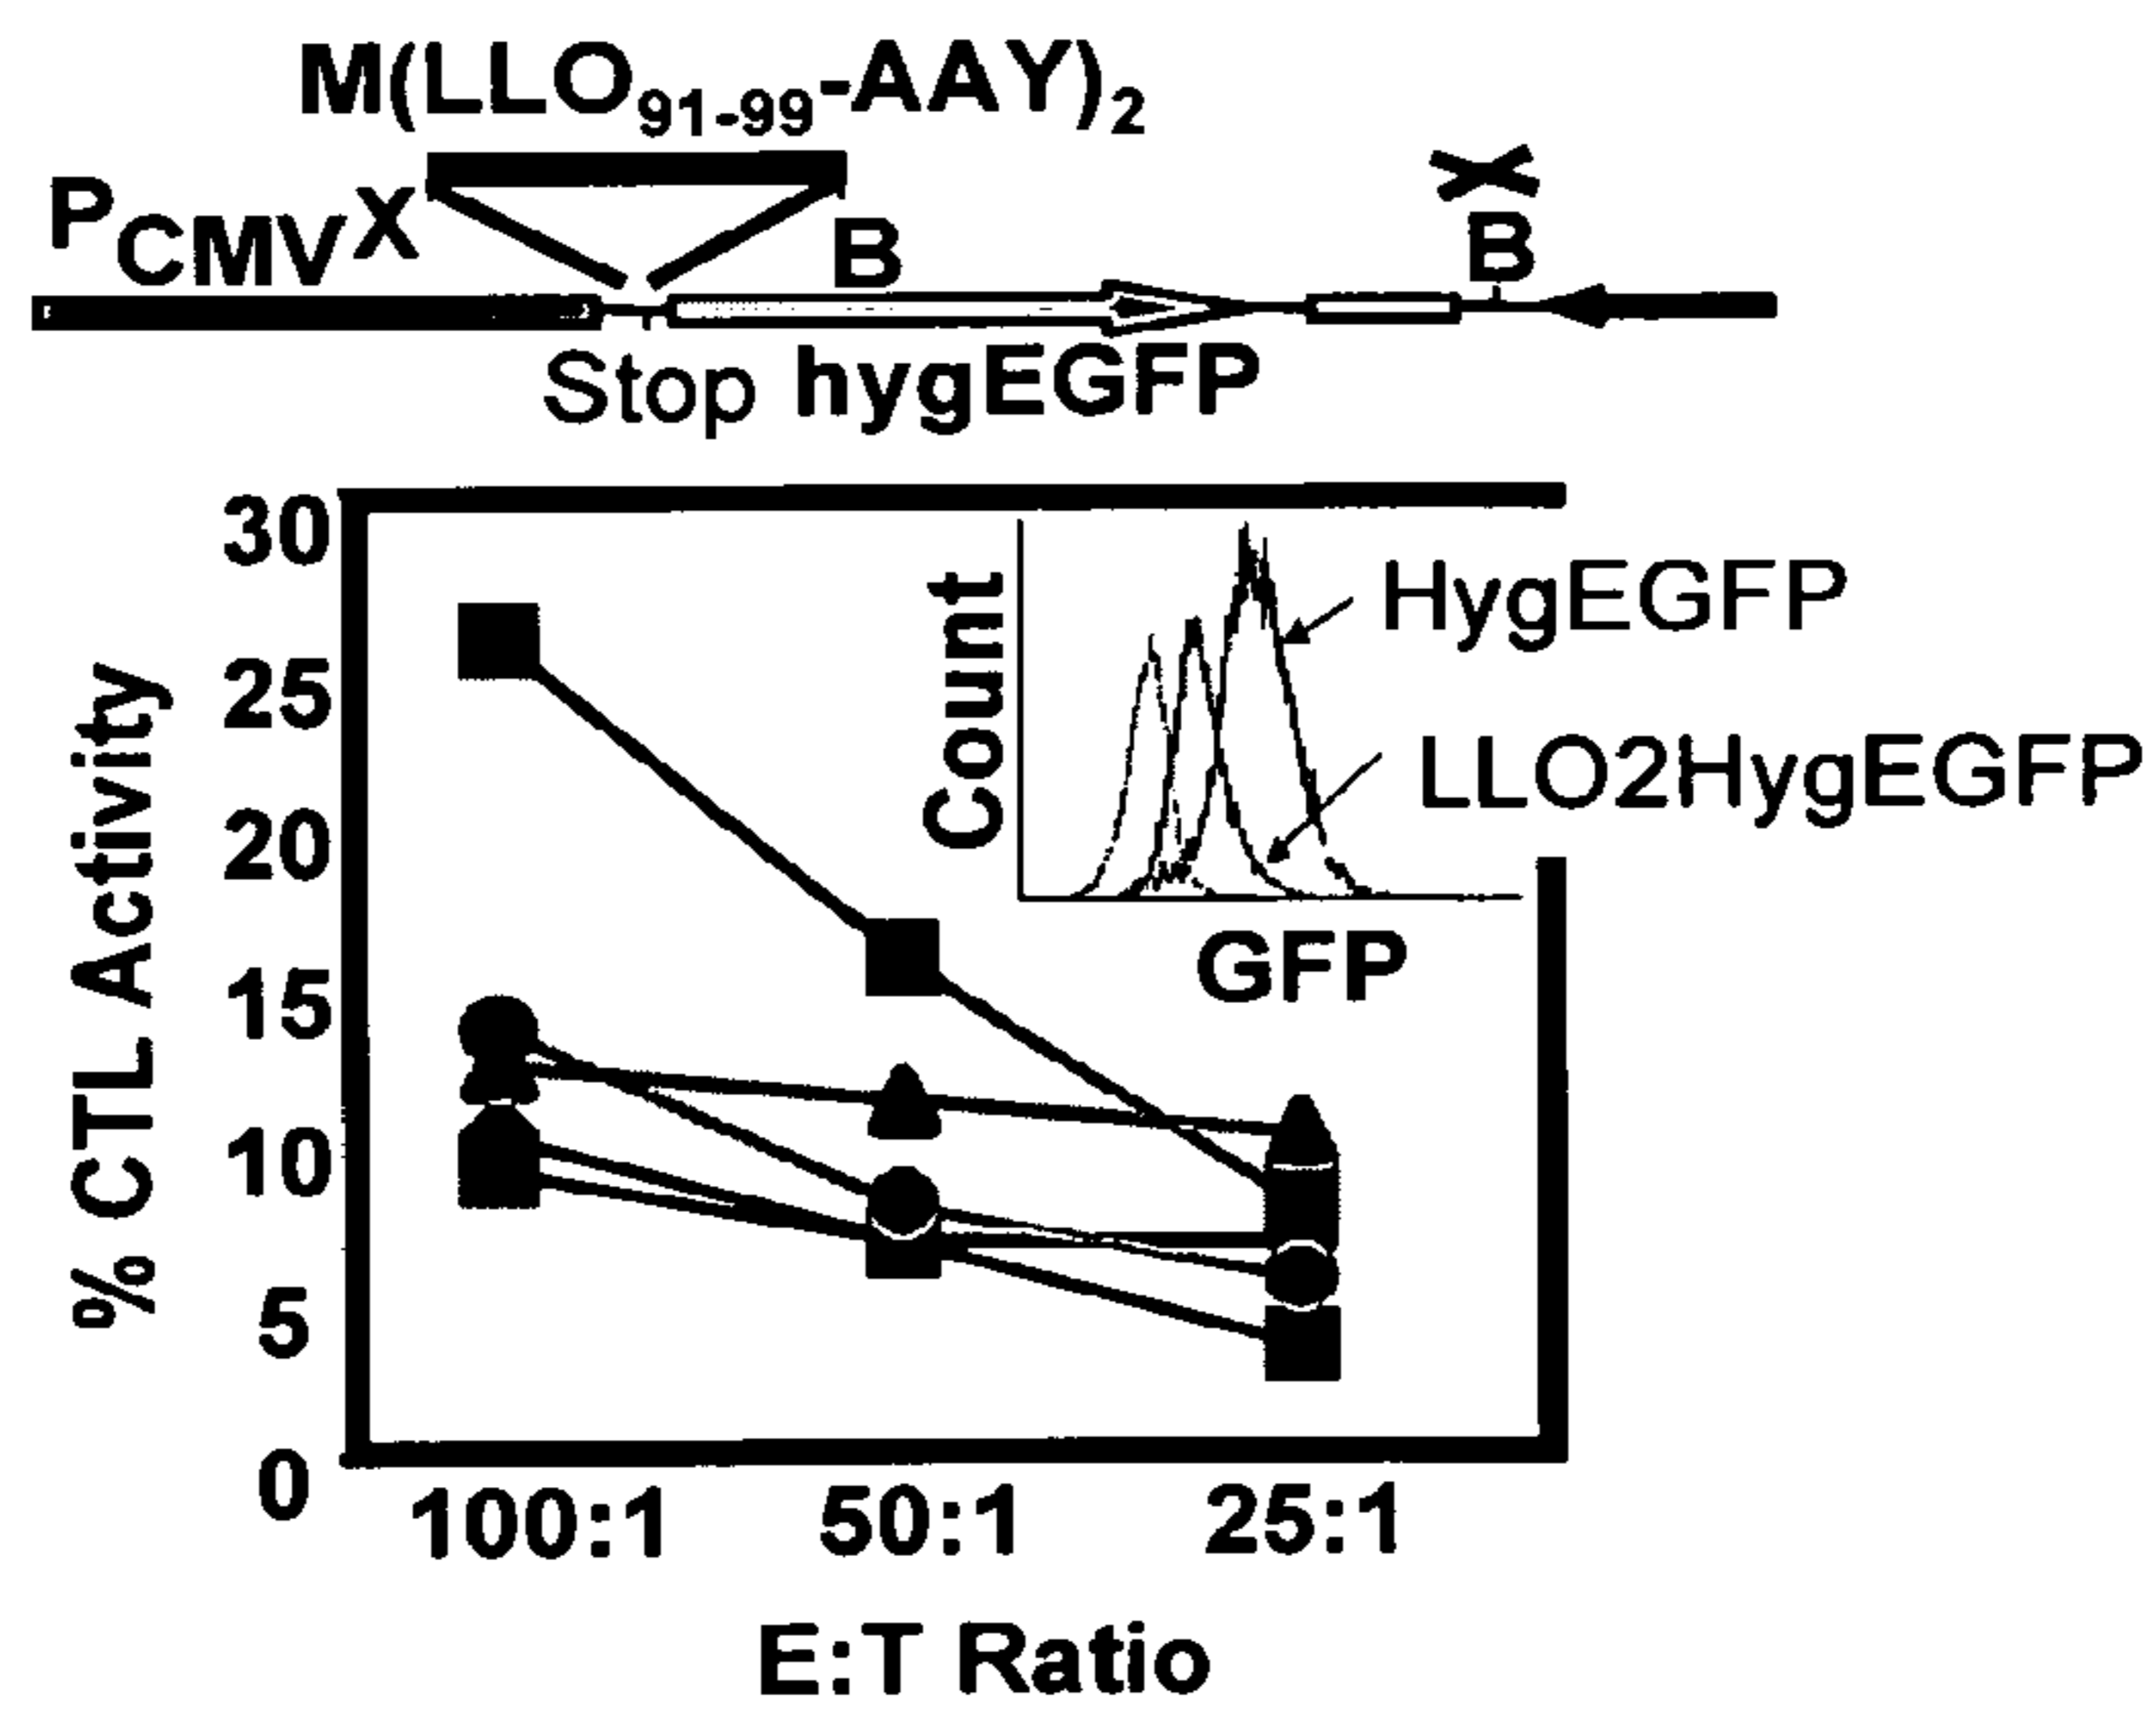 M(LLO91-99-AAY)2
PCMV X B X
B
Stop hygEGFP
30
25
20
15
10
5
0
% CTL Activity
Count
HygEGFP
LLO2HygEGFP
GFP
100:1 50:1 25:1
E:T Ratio